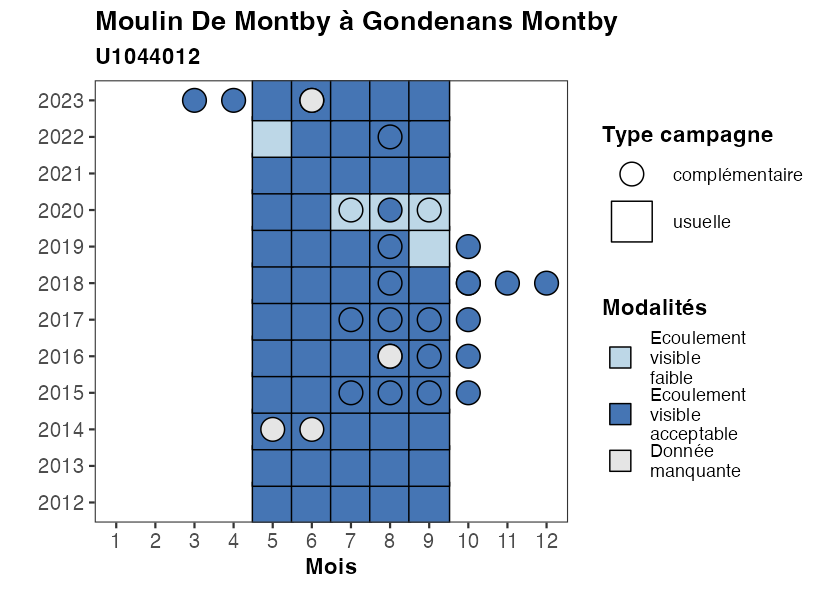 Moulin De Montby à Gondenans Montby
U1044012
2023
2022
2021
2020
2019
2018
2017
2016
2015
2014
2013
2012
1 2 3 4 5 6 7 8 9 10 11 12
Mois
Type campagne
complémentaire
usuelle
Modalités
Ecoulement
visible
faible
Ecoulement
visible
acceptable
Donnée
manquante